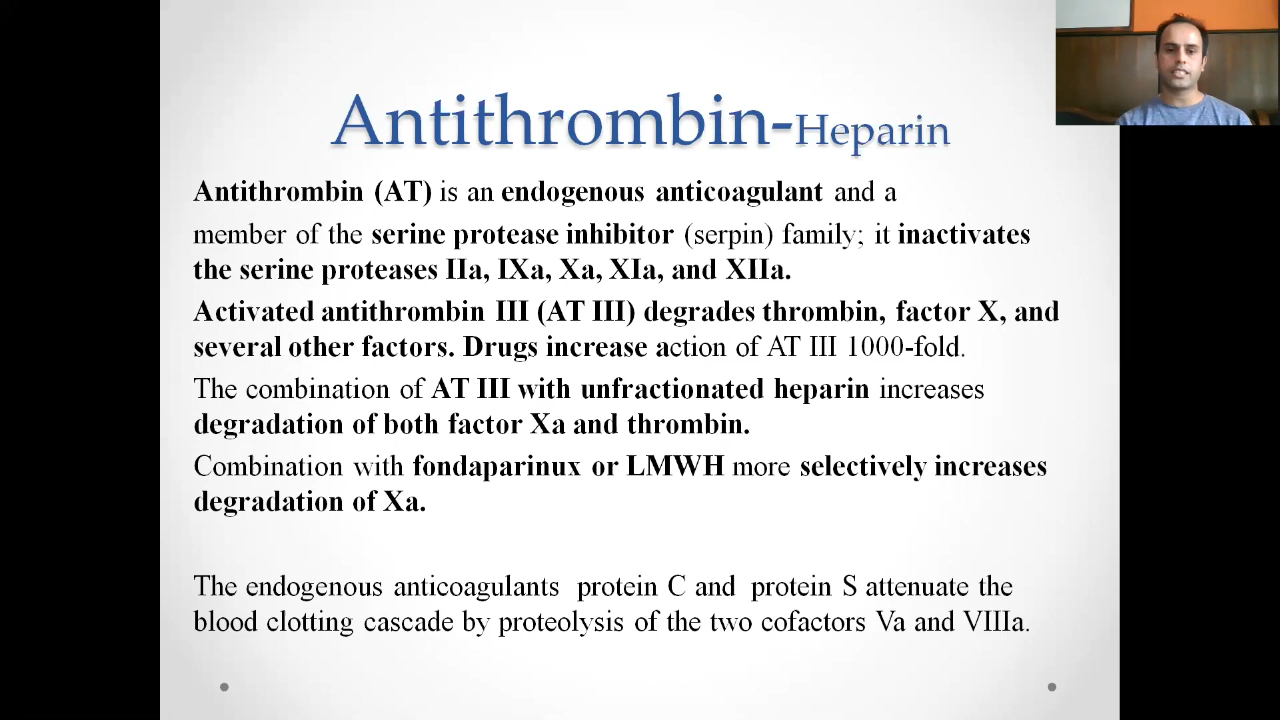 Antithrombin-Heparin
Antithrombin (AT) is an endogenous anticoagulant and a
member of the serine protease inhibitor (serpin) family; it inactivates
the serine proteases IIa, IXa, Xa, XIa, and XIIa.
Activated antithrombin III (AT III) degrades thrombin, factor X, and
several other factors. Drugs increase action of AT III 1000-fold.
The combination of AT III with unfractionated heparin increases
degradation of both factor Xa and thrombin.
Combination with fondaparinux or LMWH more selectively increases
degradation of Xa.
The endogenous anticoagulants protein C and protein S attenuate the
blood clotting cascade by proteolysis of the two cofactors Va and VIIIa.